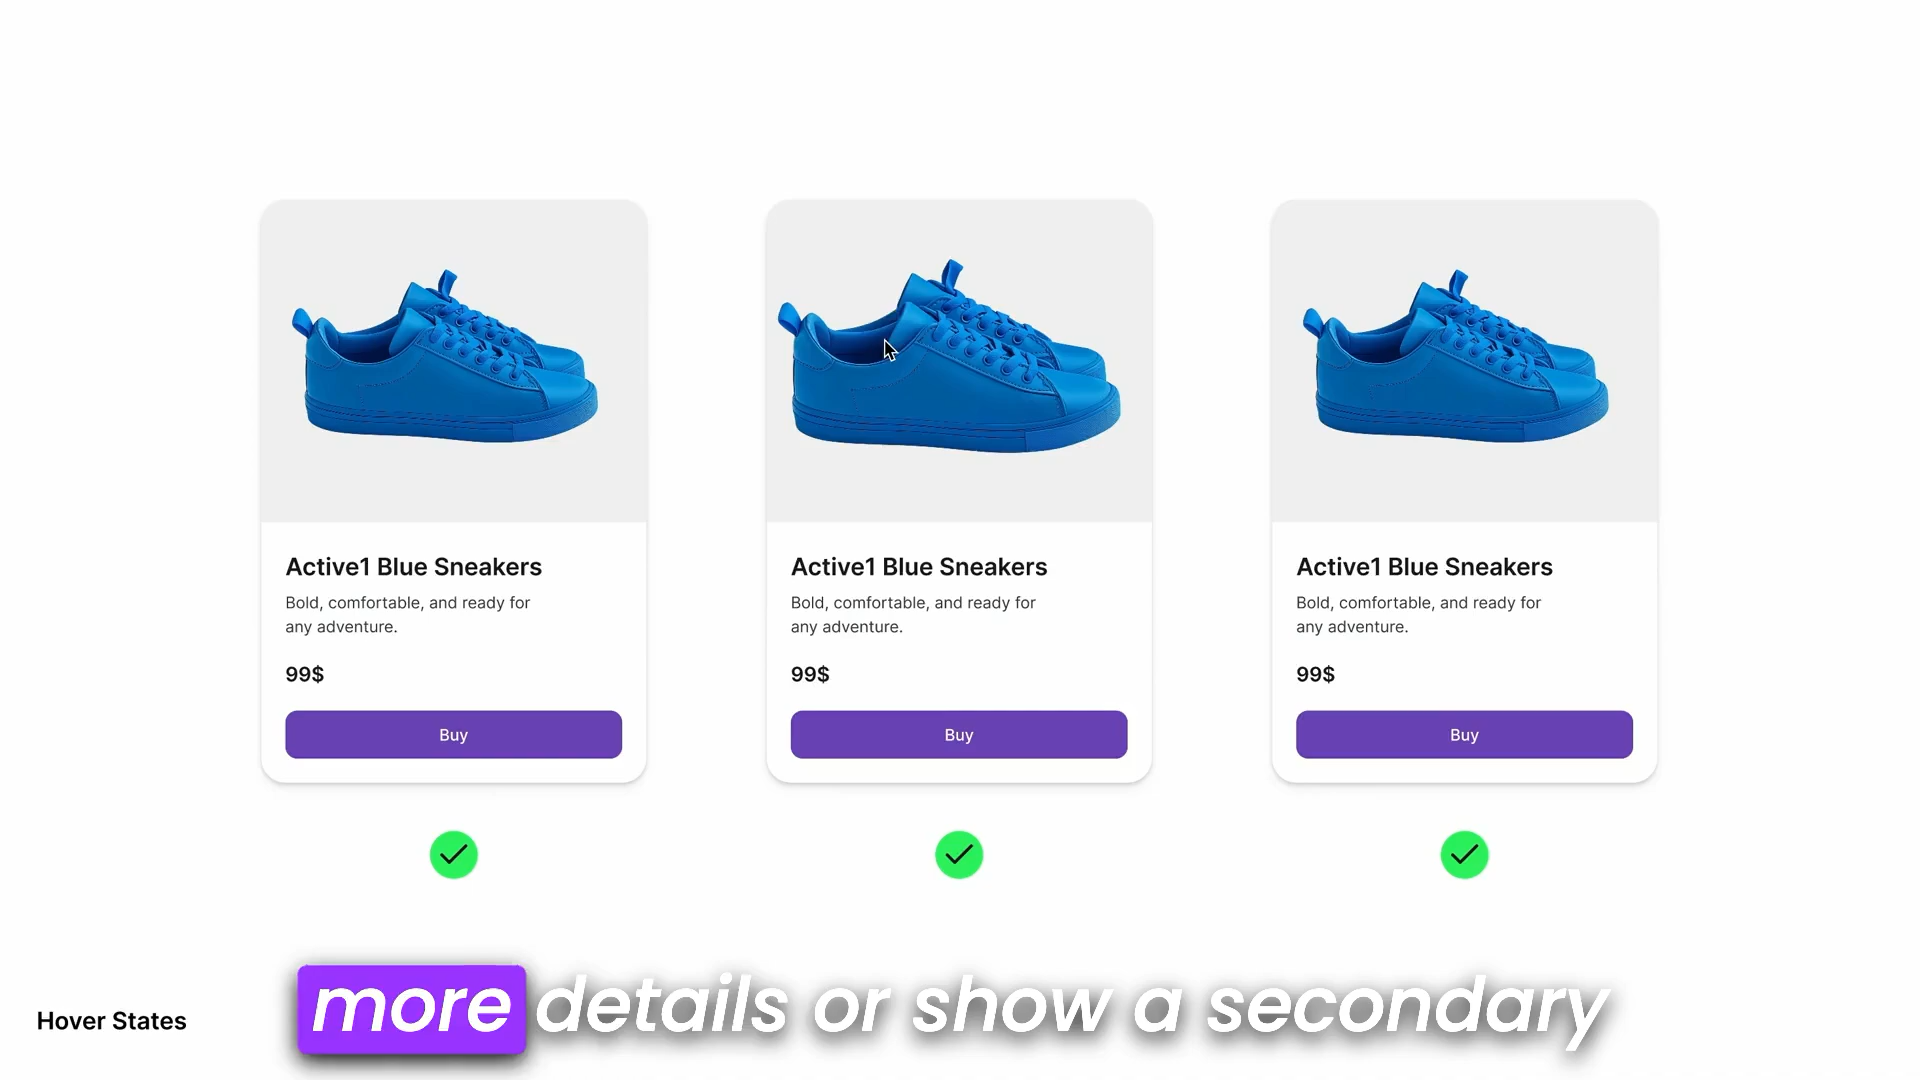 Active1 Blue Sneakers
Bold, comfortable, and ready for
any adventure.
99$
Buy
Active1 Blue Sneakers
Bold, comfortable, and ready for
any adventure.
99$
Buy
Active1 Blue Sneakers
Bold, comfortable, and ready for
any adventure.
99$
Buy
Hover States
more details or show a secondary